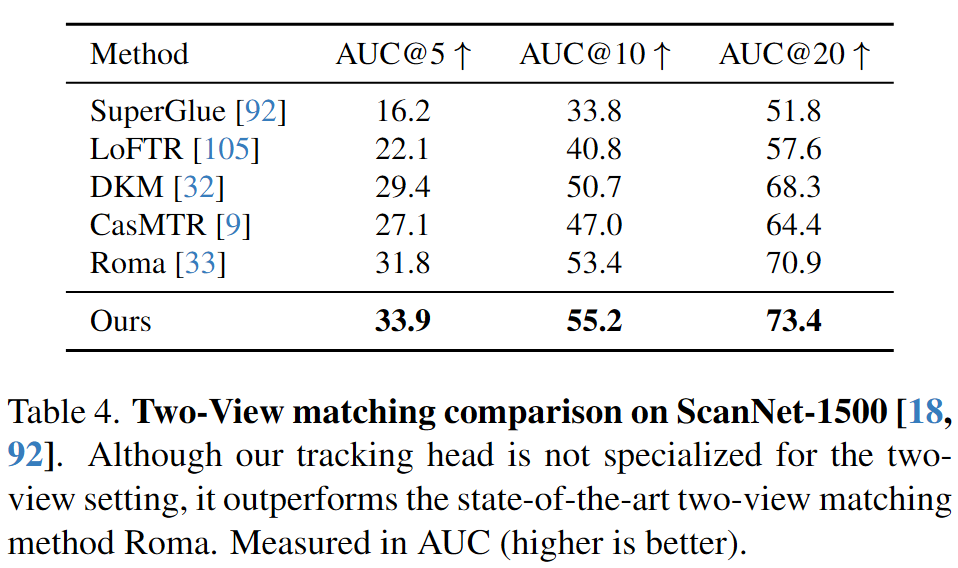 Method AUC@5 ↑ AUC@10 ↑ AUC@20 ↑
SuperGlue [92] 16.2 33.8 51.8
LoFTR [105] 22.1 40.8 57.6
DKM [32] 29.4 50.7 68.3
CasMTR [9] 27.1 47.0 64.4
Roma [33] 31.8 53.4 70.9
Ours 33.9 55.2 73.4
Table 4. Two-View matching comparison on ScanNet-1500 [18,
92]. Although our tracking head is not specialized for the two-
view setting, it outperforms the state-of-the-art two-view matching
method Roma. Measured in AUC (higher is better).